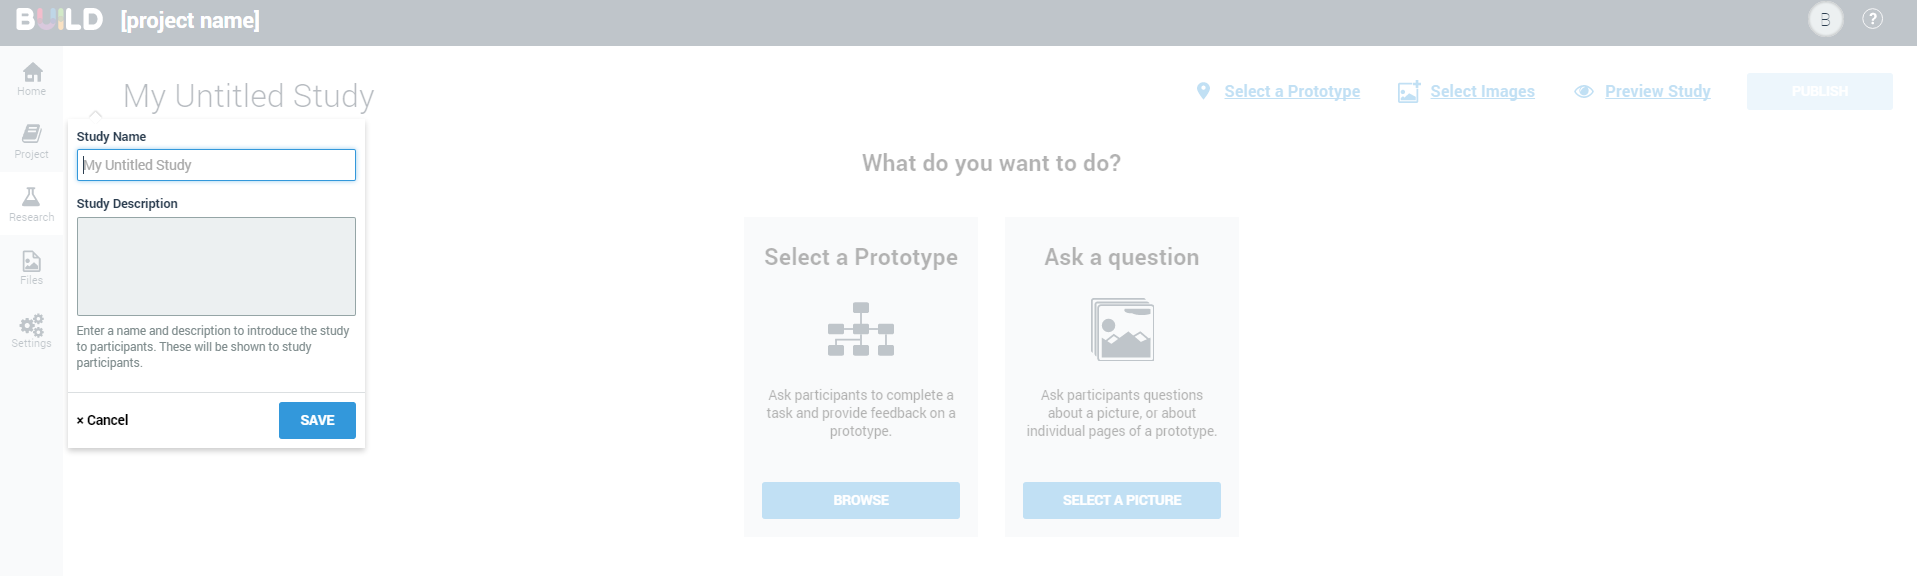 BUILD [project name] B ?
Home
Project
Research
Files
Settings
My Untitled Study
Select a Prototype Select Images Preview Study PUBLISH
Study Name
My Untitled Study
Study Description
Enter a name and description to introduce the study
to participants. These will be shown to study
participants.
× Cancel SAVE
What do you want to do?
Select a Prototype
Ask participants to complete a
task and provide feedback on a
prototype.
BROWSE
Ask a question
Ask participants questions
about a picture, or about
individual pages of a prototype.
SELECT A PICTURE